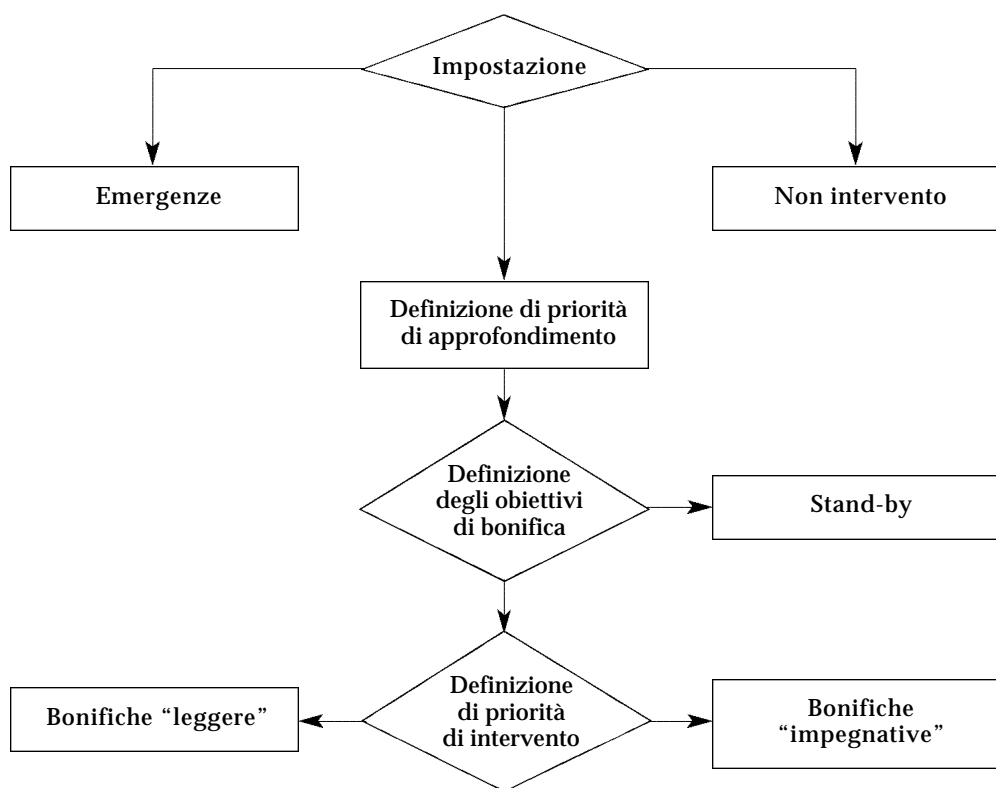 Impostazione
Emergenze
Non intervento
Definizione di priorità
di approfondimento
Definizione
degli obiettivi
di bonifica
Stand-by
Bonifiche “leggere”
Definizione
di priorità
di intervento
Bonifiche
“impegnative”